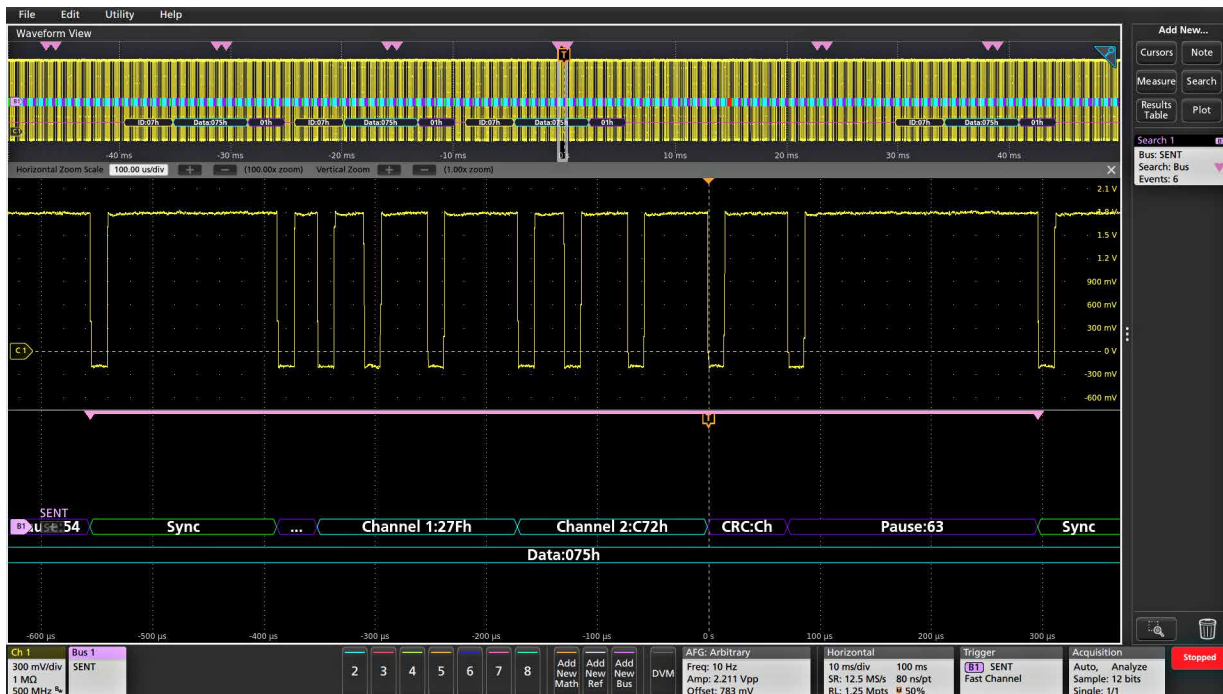 File Edit Utility Help
Waveform View
Add New...
Cursors Note
Measure Search
Results Table Plot
Search 1
Bus: SENT
Search: Bus
Events: 6
T
B1
ID:07h Data:075h 01h ID:07h Data:075h 01h ID:07h Data:075h 01h ID:07h Data:075h 01h
-40 ms -30 ms -20 ms -10 ms 10 ms 20 ms 30 ms 40 ms
Horizontal Zoom Scale 100.00 us/div + − (100.00x zoom) Vertical Zoom + − (1.00x zoom) ×
2.1 V
1.8 V
1.5 V
1.2 V
900 mV
600 mV
300 mV
C 1 0 V
-300 mV
-600 mV
T
SENT
B1 54 Sync ... Channel 1:27Fh Channel 2:C72h CRC:Ch Pause:63 Sync
Data:075h
-600 µs -500 µs -400 µs -300 µs -200 µs -100 µs 0 s 100 µs 200 µs 300 µs
Ch 1
300 mV/div
1 MΩ
500 MHz
Bus 1
SENT
2 3 4 5 6 7 8
Add New Math
Add New Ref
Add New Bus
DVM
AFG: Arbitrary
Freq: 10 Hz
Amp: 2.211 Vpp
Offset: 783 mV
Horizontal
10 ms/div 100 ms
SR: 12.5 MS/s 80 ns/pt
RL: 1.25 Mpts 50%
Trigger
B1 SENT
Fast Channel
Acquisition
Auto, Analyze
Sample: 12 bits
Single: 1/1
Stopped